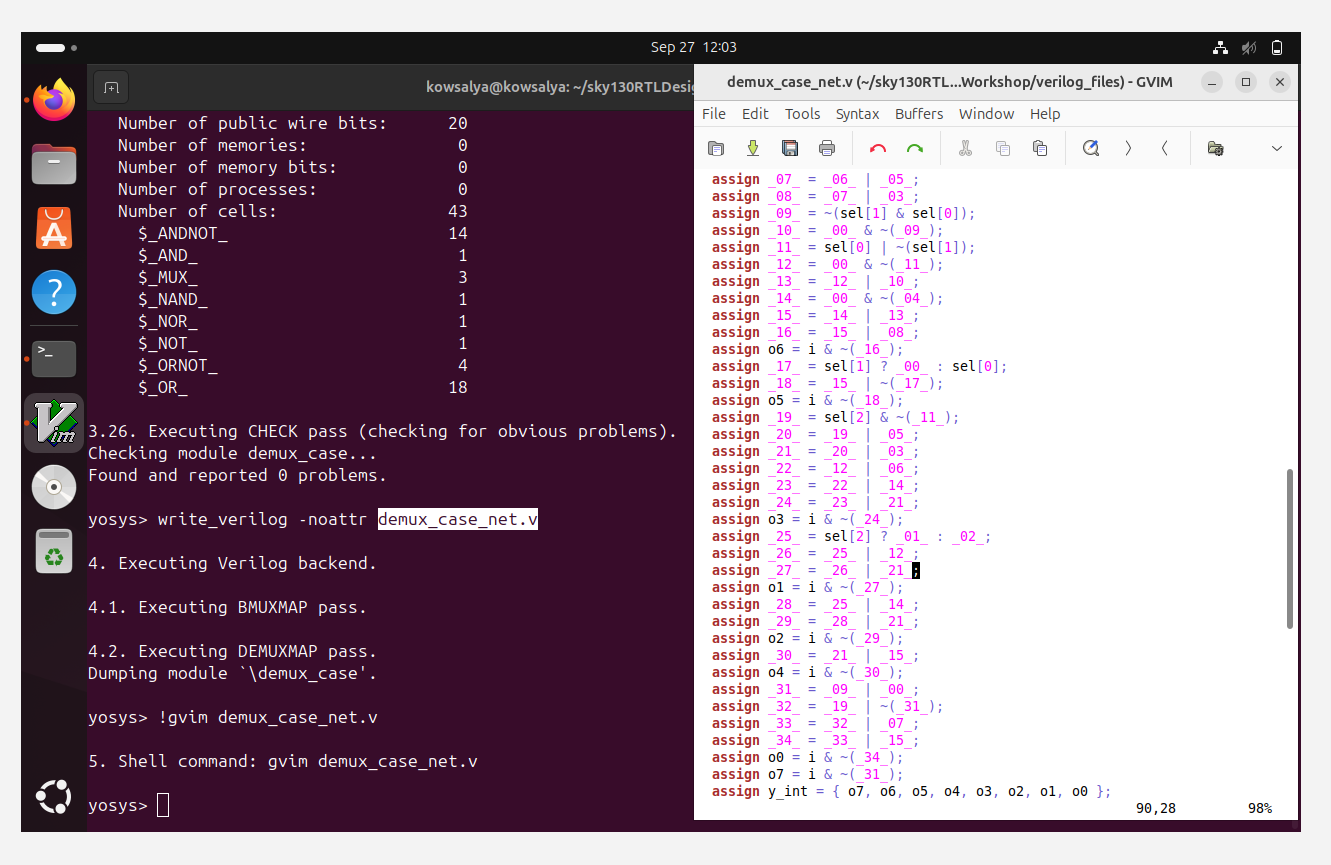 Sep 27 12:03
kowsalya@kowsalya: ~/sky130RTLDesig
Number of public wire bits: 20
Number of memories: 0
Number of memory bits: 0
Number of processes: 0
Number of cells: 43
$_ANDNOT_ 14
$_AND_ 1
$_MUX_ 3
$_NAND_ 1
$_NOR_ 1
$_NOT_ 1
$_ORNOT_ 4
$_OR_ 18
3.26. Executing CHECK pass (checking for obvious problems).
Checking module demux_case...
Found and reported 0 problems.
yosys> write_verilog -noattr demux_case_net.v
4. Executing Verilog backend.
4.1. Executing BMUXMAP pass.
4.2. Executing DEMUXMAP pass.
Dumping module `\demux_case'.
yosys> !gvim demux_case_net.v
5. Shell command: gvim demux_case_net.v
yosys>
demux_case_net.v (~/sky130RTL...Workshop/verilog_files) - GVIM
File Edit Tools Syntax Buffers Window Help
assign _07_ = _06_ | _05_;
assign _08_ = _07_ | _03_;
assign _09_ = ~(sel[1] & sel[0]);
assign _10_ = _00_ & ~(_09_);
assign _11_ = sel[0] | ~(sel[1]);
assign _12_ = _00_ & ~(_11_);
assign _13_ = _12_ | _10_;
assign _14_ = _00_ & ~(_04_);
assign _15_ = _14_ | _13_;
assign _16_ = _15_ | _08_;
assign o6 = i & ~(_16_);
assign _17_ = sel[1] ? _00_ : sel[0];
assign _18_ = _15_ | ~(_17_);
assign o5 = i & ~(_18_);
assign _19_ = sel[2] & ~(_11_);
assign _20_ = _19_ | _05_;
assign _21_ = _20_ | _03_;
assign _22_ = _12_ | _06_;
assign _23_ = _22_ | _14_;
assign _24_ = _23_ | _21_;
assign o3 = i & ~(_24_);
assign _25_ = sel[2] ? _01_ : _02_;
assign _26_ = _25_ | _12_;
assign _27_ = _26_ | _21_;
assign o1 = i & ~(_27_);
assign _28_ = _25_ | _14_;
assign _29_ = _28_ | _21_;
assign o2 = i & ~(_29_);
assign _30_ = _21_ | _15_;
assign o4 = i & ~(_30_);
assign _31_ = _09_ | _00_;
assign _32_ = _19_ | ~(_31_);
assign _33_ = _32_ | _07_;
assign _34_ = _33_ | _15_;
assign o0 = i & ~(_34_);
assign o7 = i & ~(_31_);
assign y_int = { o7, o6, o5, o4, o3, o2, o1, o0 };
90,28 98%